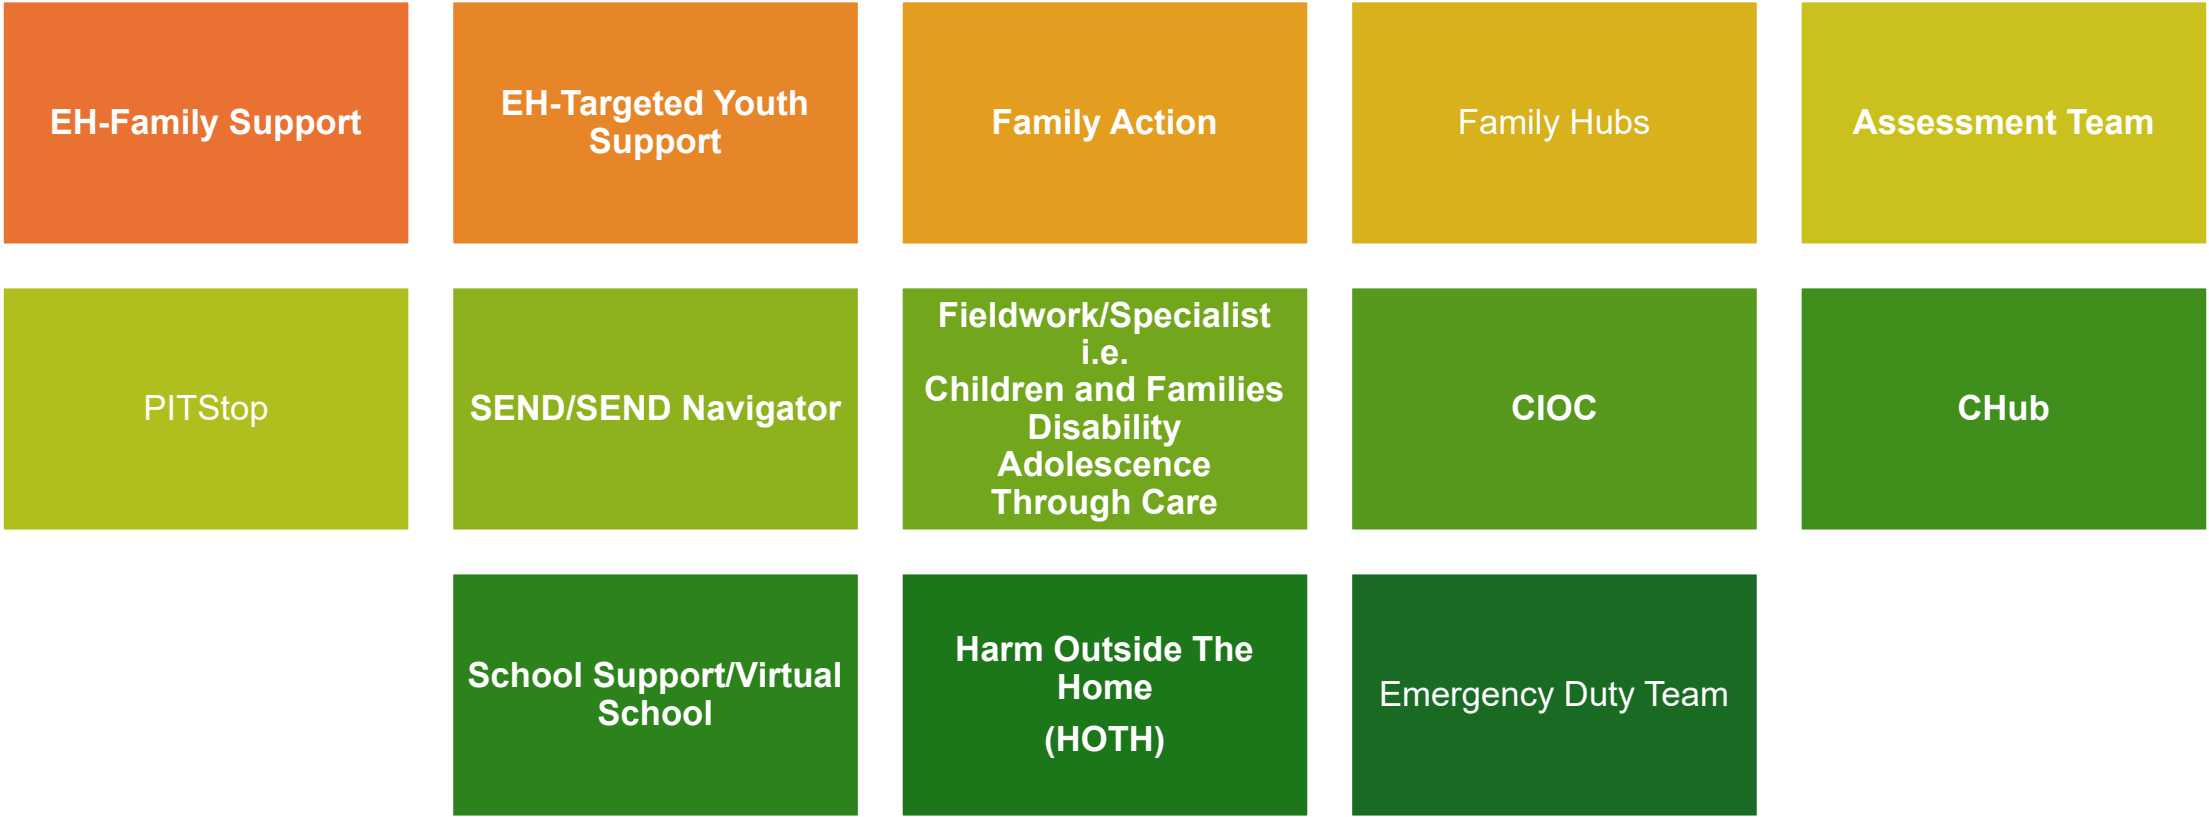 EH-Family Support
EH-Targeted Youth
Support
Family Action
Family Hubs
Assessment Team
PITStop
SEND/SEND Navigator
Fieldwork/Specialist
i.e.
Children and Families
Disability
Adolescence
Through Care
CIOC
CHub
School Support/Virtual
School
Harm Outside The
Home
(HOTH)
Emergency Duty Team